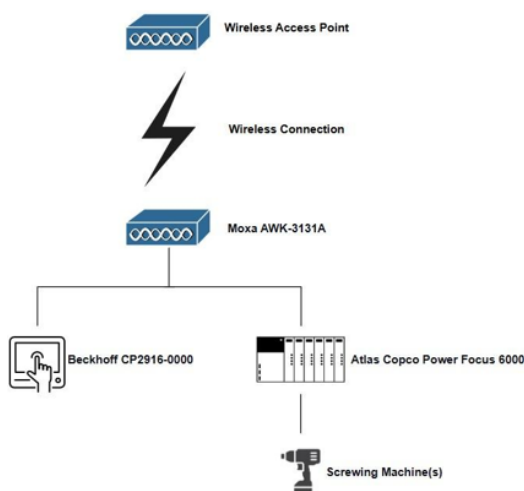 Wireless Access Point
Wireless Connection
Moxa AWK-3131A
Beckhoff CP2916-0000
Atlas Copco Power Focus 6000
Screwing Machine(s)